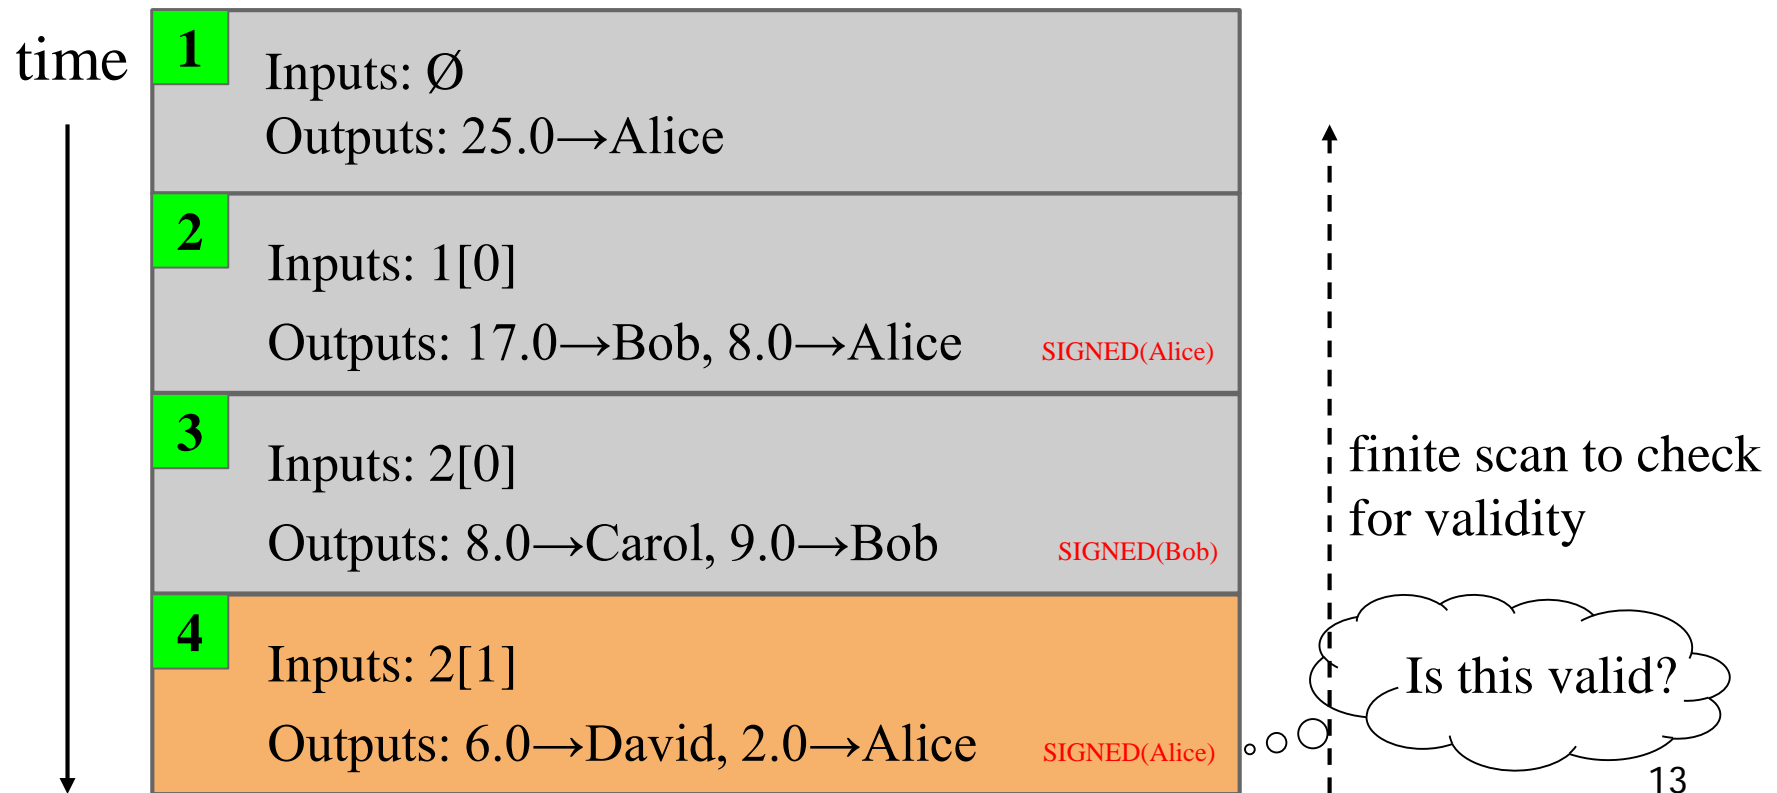 time
1
Inputs: Ø
Outputs: 25.0→Alice
2
Inputs: 1[0]
Outputs: 17.0→Bob, 8.0→Alice SIGNED(Alice)
3
Inputs: 2[0]
Outputs: 8.0→Carol, 9.0→Bob SIGNED(Bob)
finite scan to check
for validity
4
Inputs: 2[1]
Outputs: 6.0→David, 2.0→Alice SIGNED(Alice)
Is this valid?
13